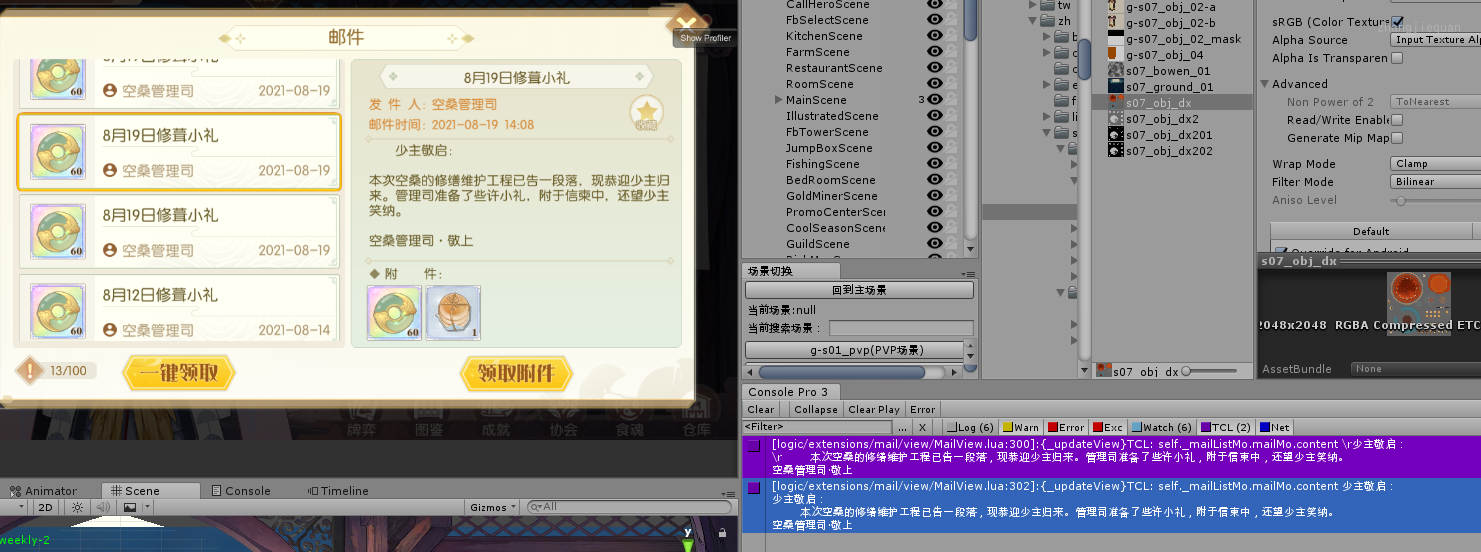 邮件
Show Profiler
60
空桑管理司
2021-08-19
8月19日修葺小礼
60
空桑管理司
2021-08-19
8月19日修葺小礼
60
空桑管理司
2021-08-19
8月12日修葺小礼
60
空桑管理司
2021-08-14
13/100
一键领取
8月19日修葺小礼
发件人: 空桑管理司
邮件时间: 2021-08-19 14:08
收藏
少主敬启:
本次空桑的修缮维护工程已告一段落，现恭迎少主归
来。管理司准备了些许小礼，附于信柬中，还望少主
笑纳。
空桑管理司·敬上
附 件:
60
1
领取附件
牌弈
图鉴
成就
协会
食魂
仓库
Animator
Scene
Console
Timeline
2D
Gizmos
All
weekly-2
y
CallHeroScene
FbSelectScene
KitchenScene
FarmScene
RestaurantScene
RoomScene
MainScene
3
IllustratedScene
FbTowerScene
JumpBoxScene
FishingScene
BedRoomScene
GoldMinerScene
PromoCenterScen
CoolSeasonScene
GuildScene
场景切换
回到主场景
当前场景:null
当前搜索场景：
g-s01_pvp(PVP场景)
tw
zh
g-s07_obj_02-a
g-s07_obj_02-b
g-s07_obj_02_mask
g-s07_obj_04
s07_bowen_01
s07_ground_01
s07_obj_dx
s07_obj_dx2
s07_obj_dx201
s07_obj_dx202
s07_obj_dx
sRGB (Color Texture
Alpha Source
Input Texture Alp
Alpha Is Transparen
Advanced
Non Power of 2
ToNearest
Read/Write Enable
Generate Mip Map
Wrap Mode
Clamp
Filter Mode
Bilinear
Aniso Level
Default
Override for Android
s07_obj_dx
2048x2048 RGBA Compressed ETC
AssetBundle
None
Console Pro 3
Clear
Collapse
Clear Play
Error
<Filter>
...
X
Log (6)
Warn
Error
Exc
Watch (6)
TCL (2)
Net
[logic/extensions/mail/view/MailView.lua:300]:{_updateView}TCL: self._mailListMo.mailMo.content \r少主敬启：
\r 本次空桑的修缮维护工程已告一段落，现恭迎少主归来。管理司准备了些许小礼，附于信柬中，还望少主笑纳。
空桑管理司·敬上
[logic/extensions/mail/view/MailView.lua:302]:{_updateView}TCL: self._mailListMo.mailMo.content 少主敬启：
少主敬启：
本次空桑的修缮维护工程已告一段落，现恭迎少主归来。管理司准备了些许小礼，附于信柬中，还望少主笑纳。
空桑管理司·敬上